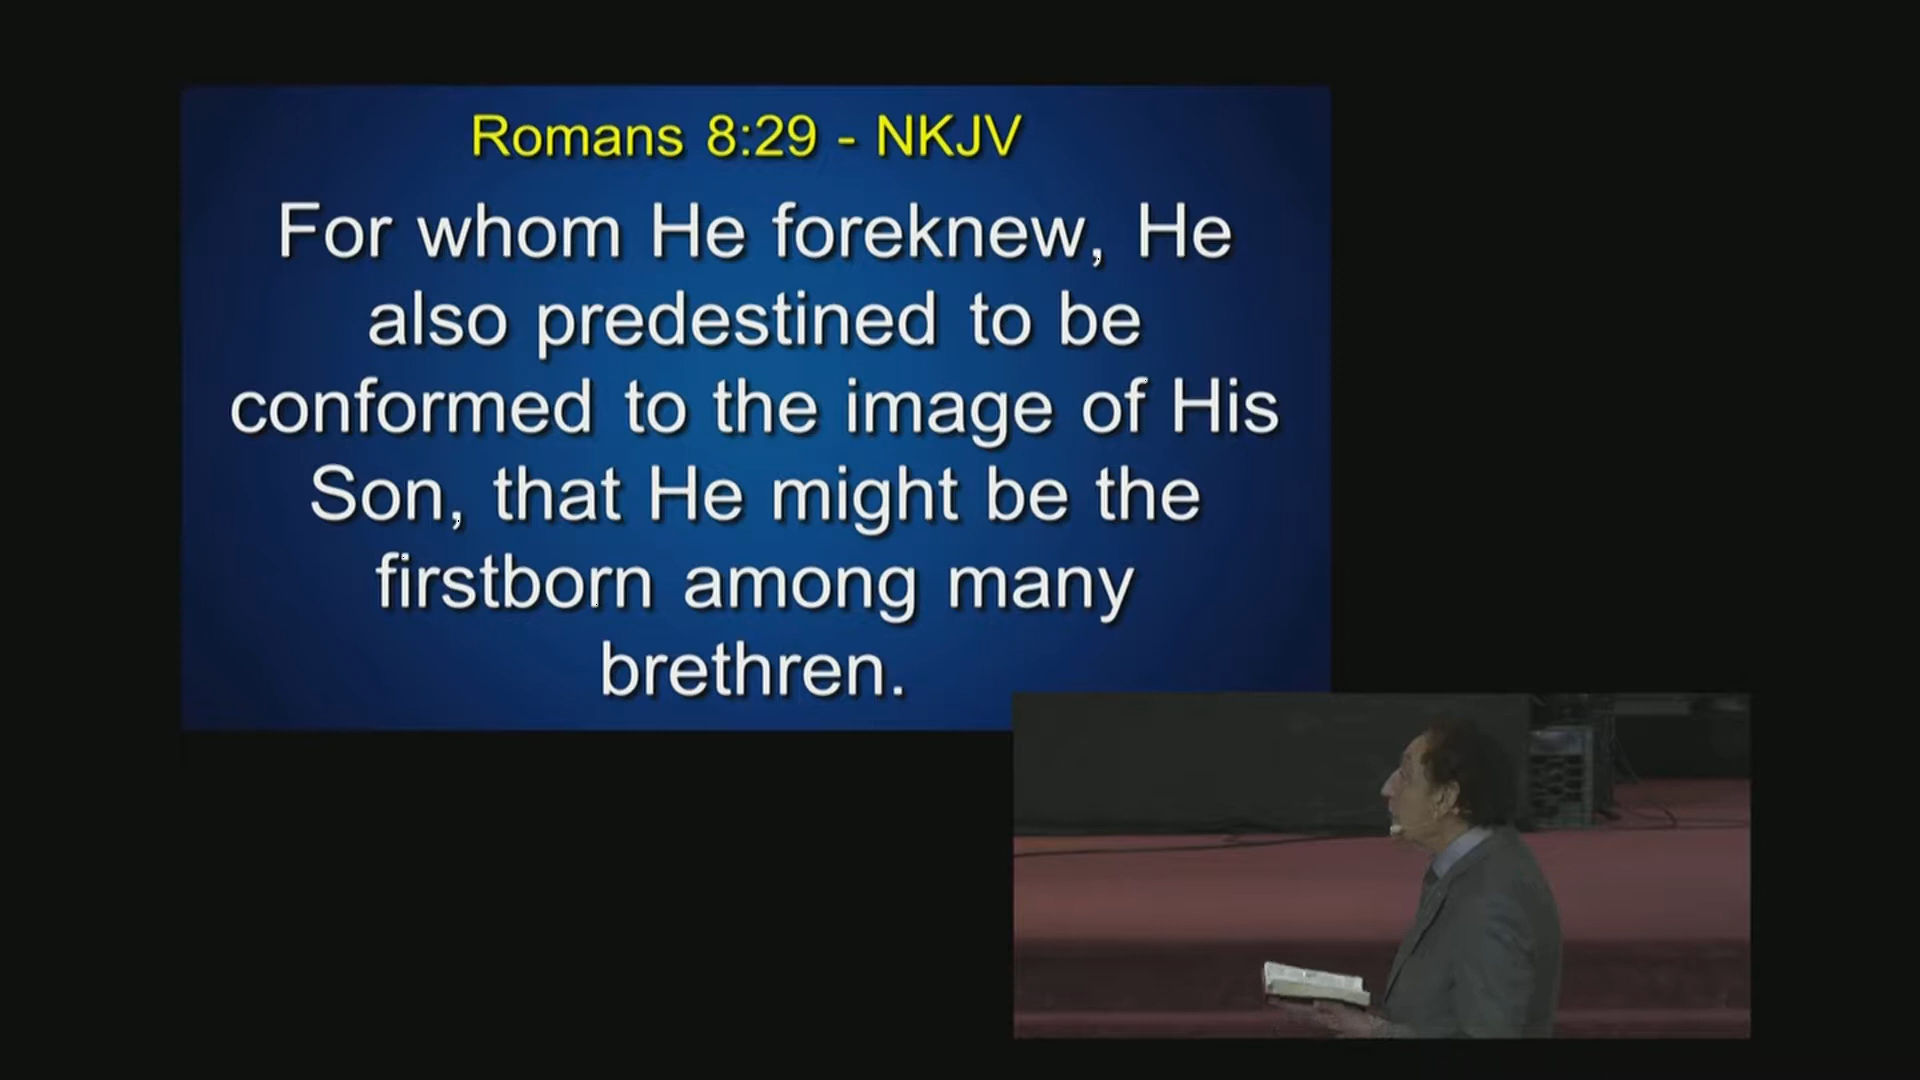 Romans 8:29 - NKJV
For whom He foreknew, He
also predestined to be
conformed to the image of His
Son, that He might be the
firstborn among many
brethren.